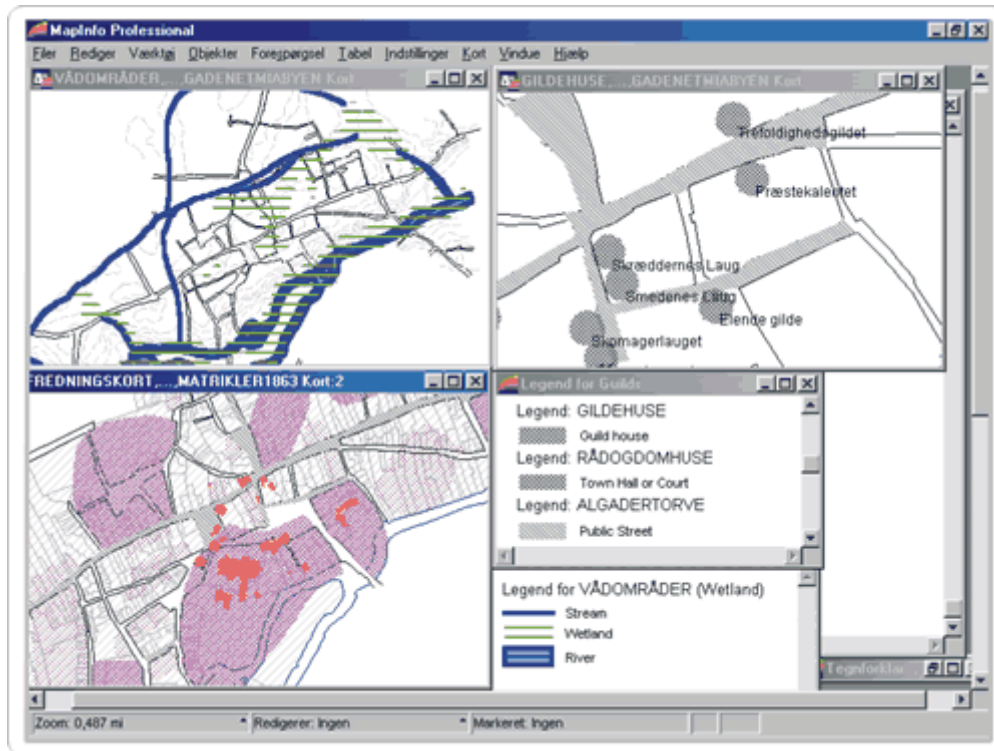 MapInfo Professional
Filer Rediger Værktøj Objekter Forespørgsel Tabel Indstillinger Kort Vindue Hjælp
VÅDOMRÅDER,...,GADENETMIABYEN Kort
GILDEHUSE,...,GADENETMIABYEN Kort
Trefoldighedsgildet
Præstekalentet
Skræddernes Laug
Smedenes Laug
Elende gilde
Skomagerlauget
FREDNINGSKORT,...,MATRIKLER1863 Kort:2
Legend for Guilds
Legend: GILDEHUSE
Guild house
Legend: RÅDOGDOMHUSE
Town Hall or Court
Legend: ALGADERTORVE
Public Street
Legend for VÅDOMRÅDER (Wetland)
Stream
Wetland
River
Tegnforklar
Zoom: 0,487 mi Redigerer: Ingen Markeret: Ingen